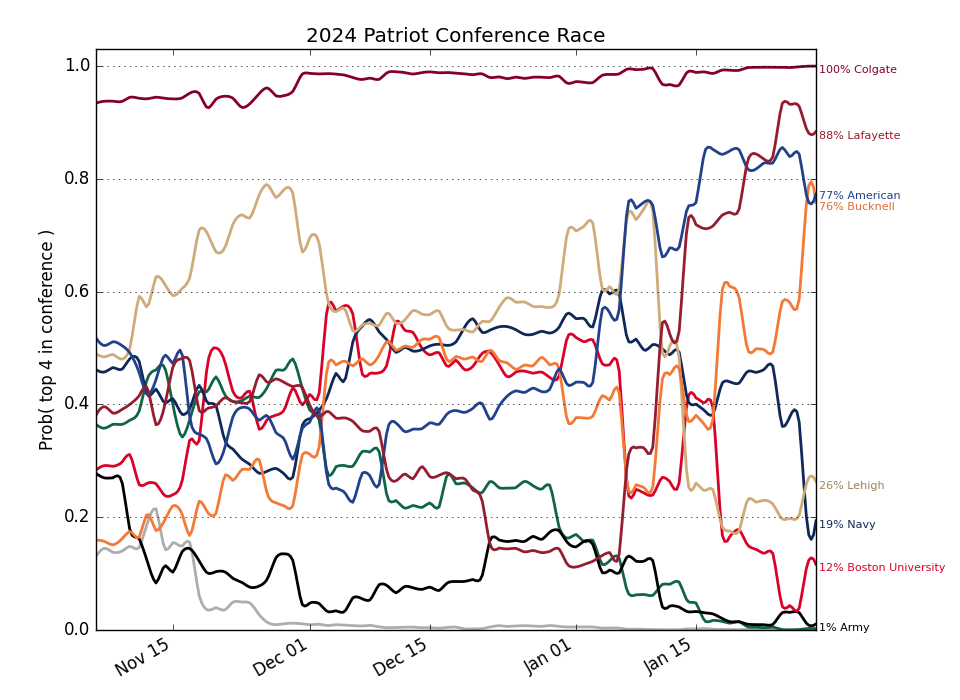 2024 Patriot Conference Race
Prob( top 4 in conference )
1.0
0.8
0.6
0.4
0.2
0.0
Nov 15
Dec 01
Dec 15
Jan 01
Jan 15
100% Colgate
88% Lafayette
77% American
76% Bucknell
26% Lehigh
19% Navy
12% Boston University
1% Army